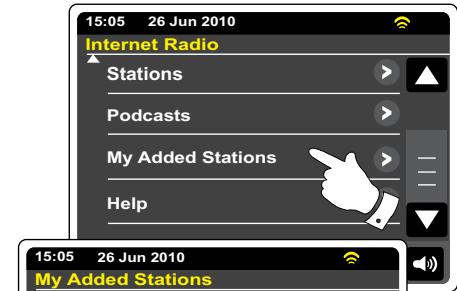 15:05 26 Jun 2010
Internet Radio
Stations
Podcasts
My Added Stations
Help
15:05 26 Jun 2010
My Added Stations